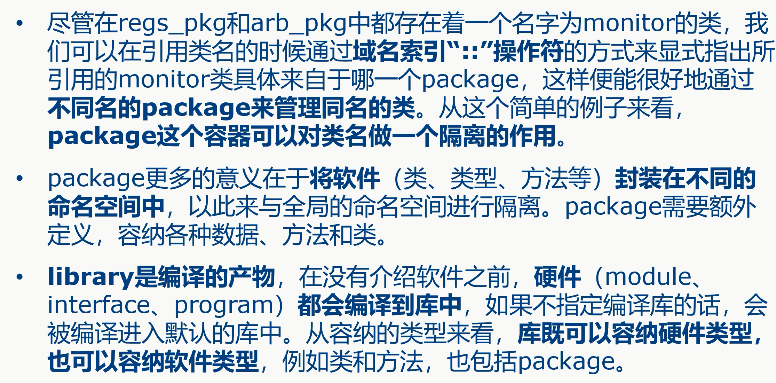 • 尽管在regs_pkg和arb_pkg中都存在着一个名字为monitor的类，我
们可以在引用类名的时候通过域名索引“::”操作符的方式来显式指出所
引用的monitor类具体来自于哪一个package，这样便能很好地通过
不同名的package来管理同名的类。从这个简单的例子来看，
package这个容器可以对类名做一个隔离的作用。
• package更多的意义在于将软件（类、类型、方法等）封装在不同的
命名空间中，以此来与全局的命名空间进行隔离。package需要额外
定义，容纳各种数据、方法和类。
• library是编译的产物，在没有介绍软件之前，硬件（module、
interface、program）都会编译到库中，如果不指定编译库的话，会
被编译进入默认的库中。从容纳的类型来看，库既可以容纳硬件类型，
也可以容纳软件类型，例如类和方法，也包括package。